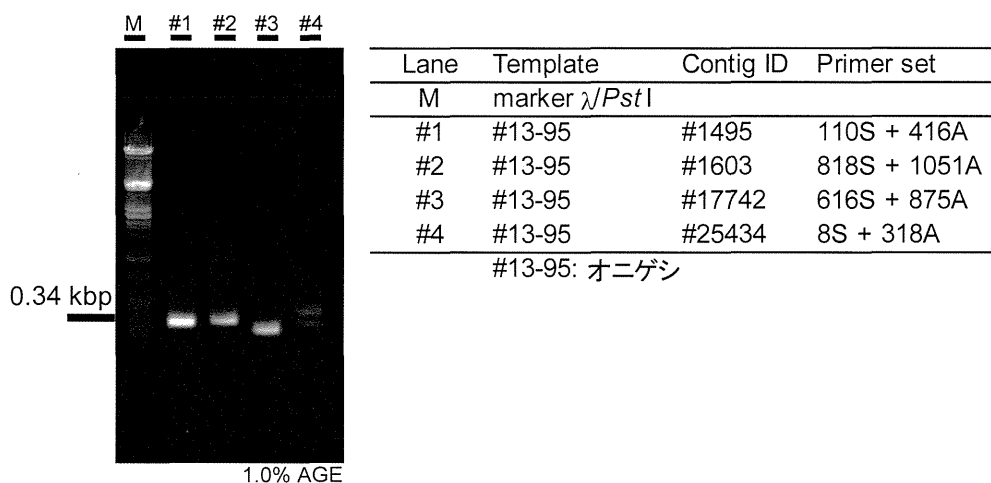 M #1 #2 #3 #4
0.34 kbp
1.0% AGE
Lane Template Contig ID Primer set
M marker λ/Pst I
#1 #13-95 #1495 110S + 416A
#2 #13-95 #1603 818S + 1051A
#3 #13-95 #17742 616S + 875A
#4 #13-95 #25434 8S + 318A
#13-95: オニゲシ